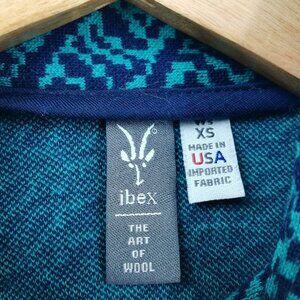 ibex
THE
ART
OF
WOOL
XS
MADE IN
USA
IMPORTED
FABRIC